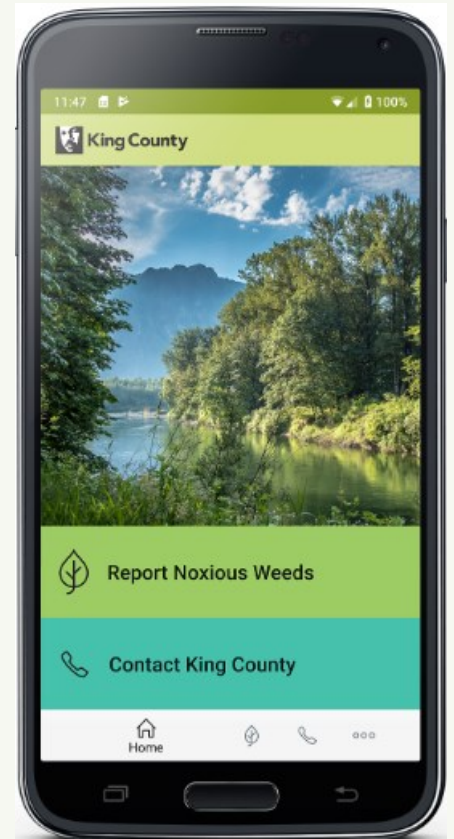 11:47
100%
King County
Report Noxious Weeds
Contact King County
Home